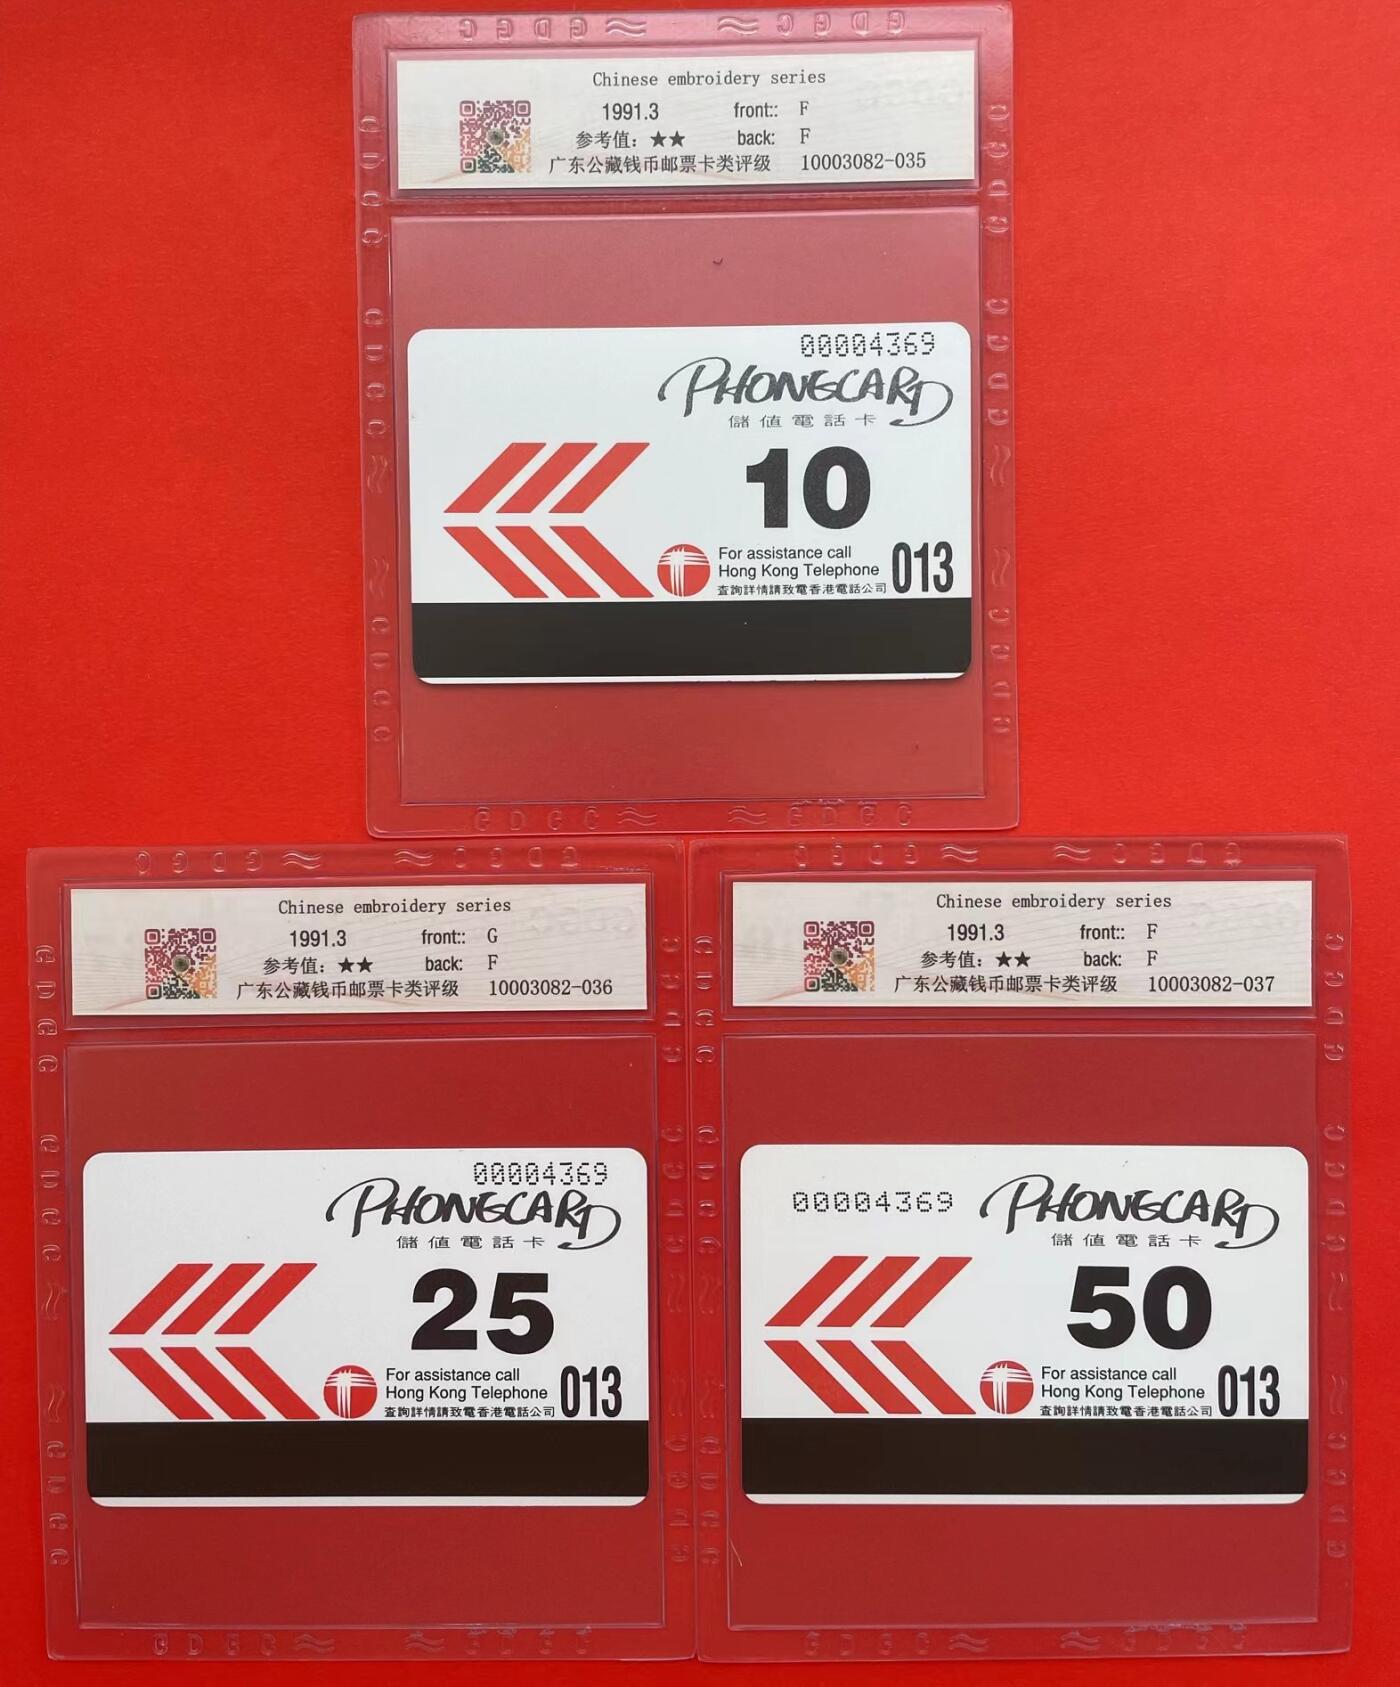 Chinese embroidery series
1991.3 front:: F
参考值：★★ back: F
广东公藏钱币邮票卡类评级 10003082-035
00004369
PHONECARD
儲值電話卡
10
For assistance call
Hong Kong Telephone 013
查詢詳情請致電香港電話公司
Chinese embroidery series
1991.3 front:: G
参考值：★★ back: F
广东公藏钱币邮票卡类评级 10003082-036
00004369
PHONECARD
儲值電話卡
25
For assistance call
Hong Kong Telephone 013
查詢詳情請致電香港電話公司
Chinese embroidery series
1991.3 front:: F
参考值：★★ back: F
广东公藏钱币邮票卡类评级 10003082-037
00004369 PHONECARD
儲值電話卡
50
For assistance call
Hong Kong Telephone 013
查詢詳情請致電香港電話公司